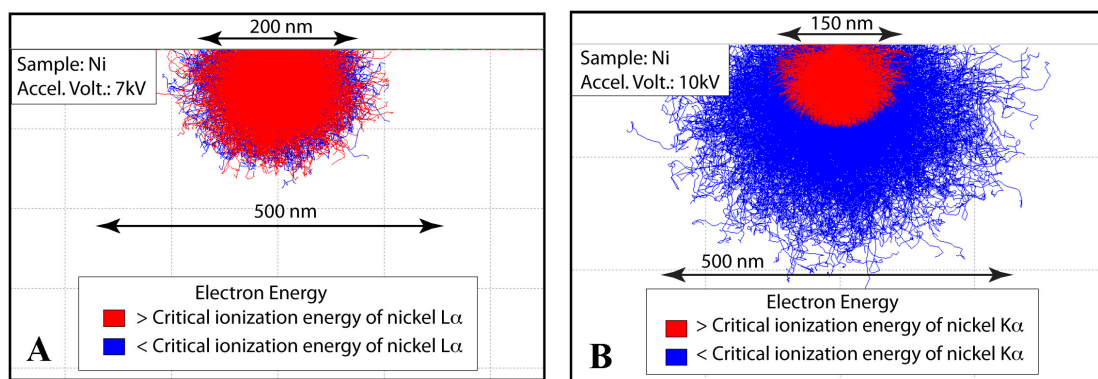 200 nm
Sample: Ni
Accel. Volt.: 7kV
500 nm
Electron Energy
> Critical ionization energy of nickel Lα
< Critical ionization energy of nickel Lα
A
150 nm
Sample: Ni
Accel. Volt.: 10kV
500 nm
Electron Energy
> Critical ionization energy of nickel Kα
< Critical ionization energy of nickel Kα
B